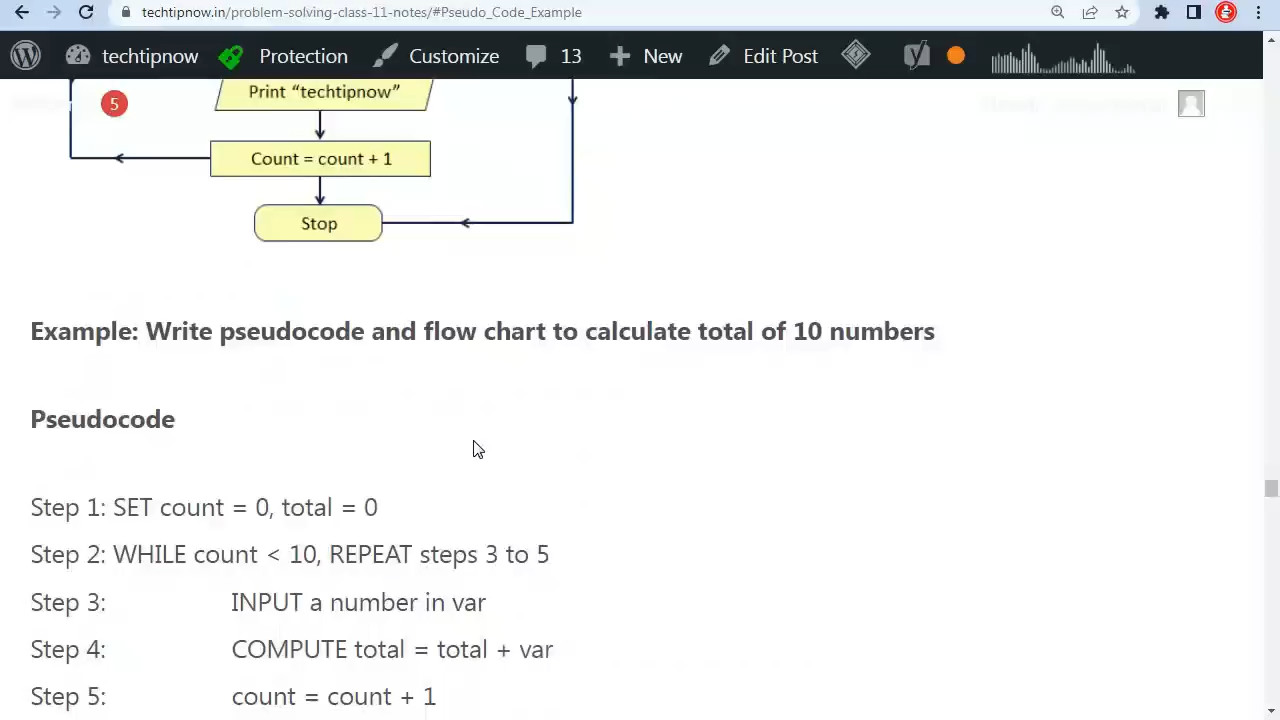 techtipnow.in/problem-solving-class-11-notes/#Pseudo_Code_Example
techtipnow Protection Customize 13 New Edit Post
5
Print “techtipnow”
Count = count + 1
Stop
Example: Write pseudocode and flow chart to calculate total of 10 numbers
Pseudocode
Step 1: SET count = 0, total = 0
Step 2: WHILE count < 10, REPEAT steps 3 to 5
Step 3: INPUT a number in var
Step 4: COMPUTE total = total + var
Step 5: count = count + 1